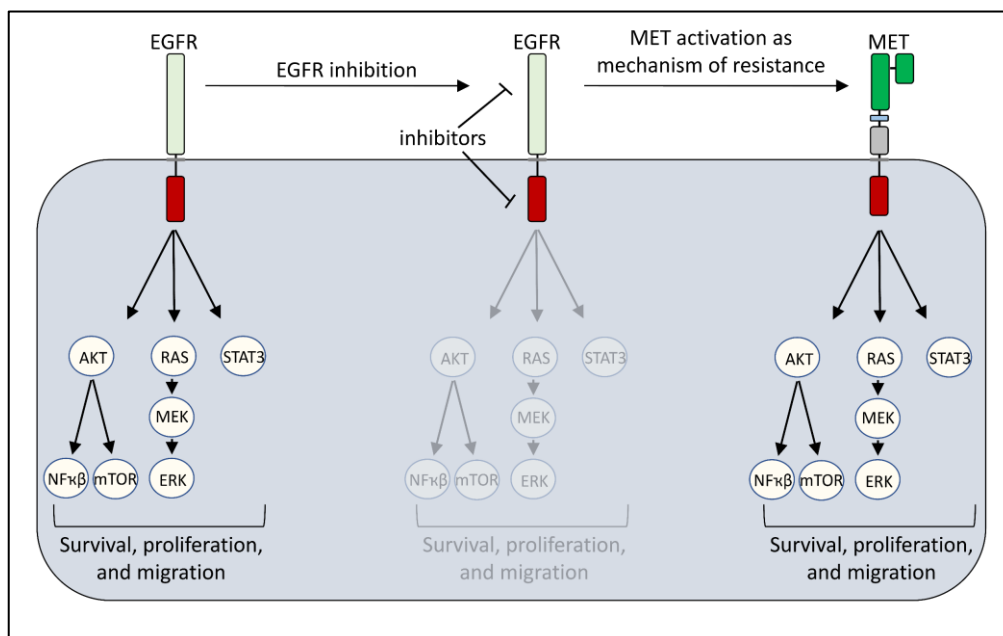 EGFR
EGFR inhibition
EGFR
MET activation as
mechanism of resistance
MET
inhibitors
AKT
RAS
STAT3
MEK
NFκβ
mTOR
ERK
Survival, proliferation,
and migration
AKT
RAS
STAT3
MEK
NFκβ
mTOR
ERK
Survival, proliferation,
and migration
AKT
RAS
STAT3
MEK
NFκβ
mTOR
ERK
Survival, proliferation,
and migration